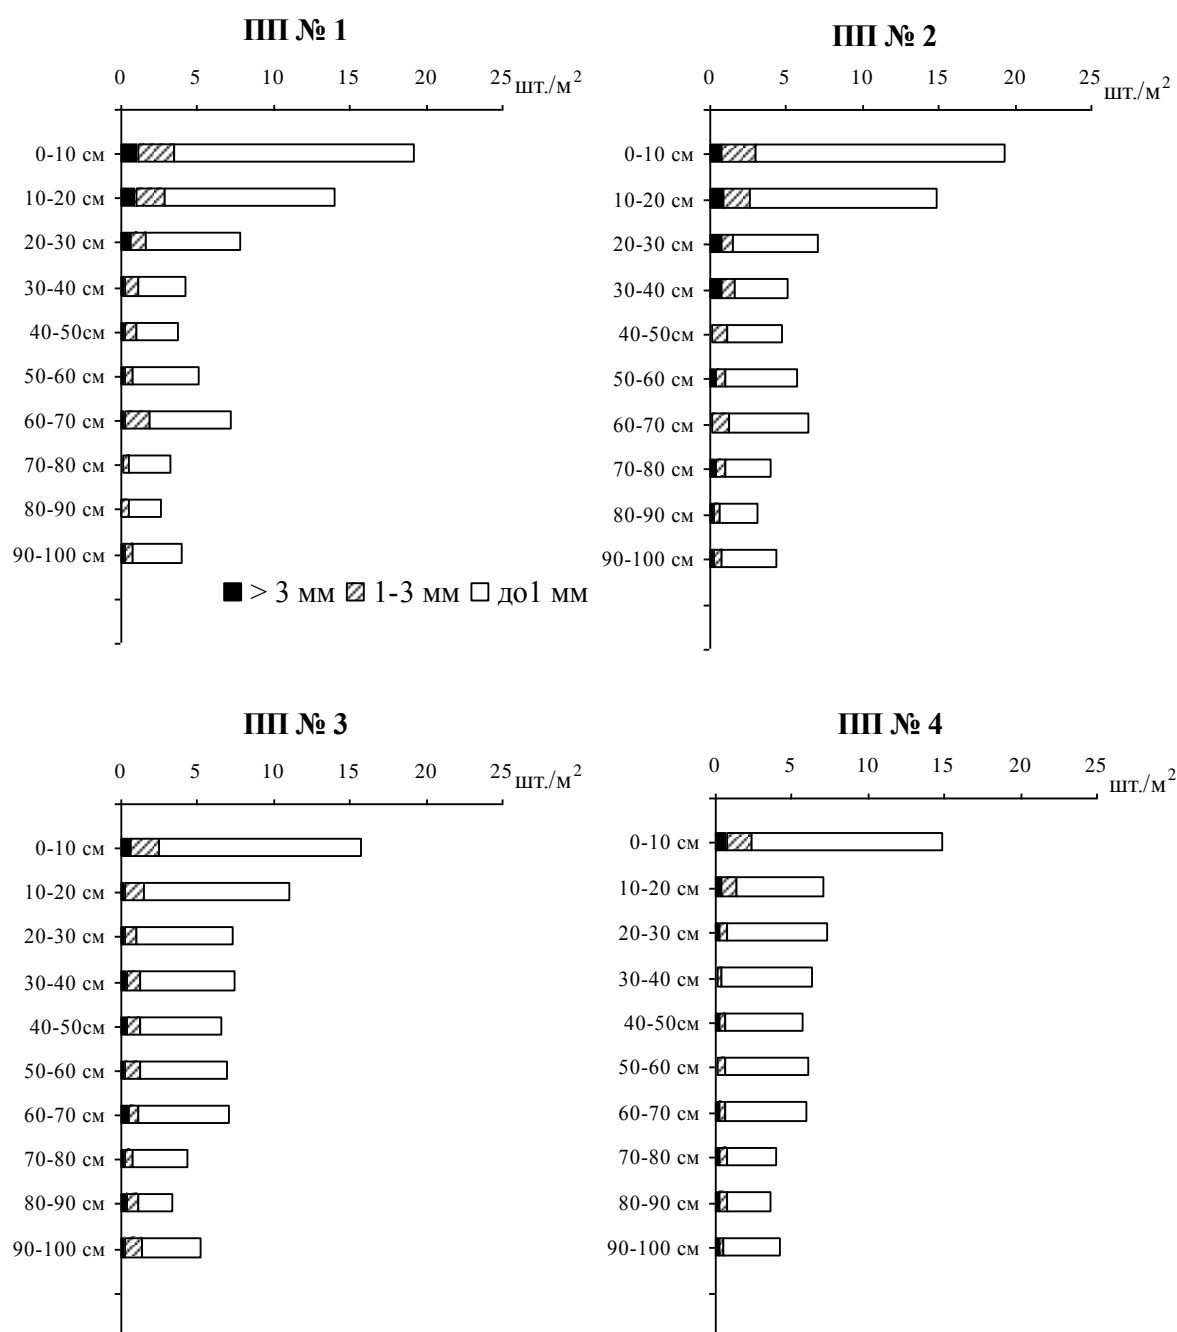 ПП № 1
0 5 10 15 20 25 шт./м²
0-10 см
10-20 см
20-30 см
30-40 см
40-50см
50-60 см
60-70 см
70-80 см
80-90 см
90-100 см
> 3 мм 1-3 мм до1 мм
ПП № 2
0 5 10 15 20 25 шт./м²
0-10 см
10-20 см
20-30 см
30-40 см
40-50см
50-60 см
60-70 см
70-80 см
80-90 см
90-100 см
ПП № 3
0 5 10 15 20 25 шт./м²
0-10 см
10-20 см
20-30 см
30-40 см
40-50см
50-60 см
60-70 см
70-80 см
80-90 см
90-100 см
ПП № 4
0 5 10 15 20 25 шт./м²
0-10 см
10-20 см
20-30 см
30-40 см
40-50см
50-60 см
60-70 см
70-80 см
80-90 см
90-100 см